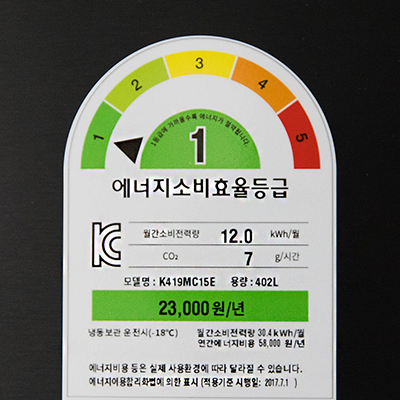 1 2 3 4 5
1등급에 가까울수록 에너지가 절약됩니다.
1
에너지소비효율등급
월간소비전력량 12.0 kWh/월
CO₂ 7 g/시간
모델명 : K419MC15E 용량 : 402L
23,000 원/년
냉동보관 운전시(-18℃) 월간소비전력량 30.4 kWh/월
연간에너지비용 58,000 원/년
에너지비용 등은 실제 사용환경에 따라 달라질 수 있습니다.
에너지이용합리화법에 의한 표시 (적용기준 시행일: 2017.7.1 )